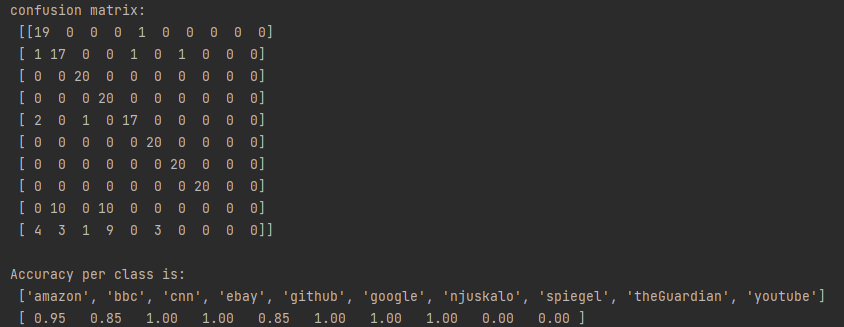 confusion matrix:
[[19  0  0  0  1  0  0  0  0  0]
[ 1 17  0  0  1  0  1  0  0  0]
[ 0  0 20  0  0  0  0  0  0  0]
[ 0  0  0 20  0  0  0  0  0  0]
[ 2  0  1  0 17  0  0  0  0  0]
[ 0  0  0  0  0 20  0  0  0  0]
[ 0  0  0  0  0  0 20  0  0  0]
[ 0  0  0  0  0  0  0 20  0  0]
[ 0 10  0 10  0  0  0  0  0  0]
[ 4  3  1  9  0  3  0  0  0  0]]
Accuracy per class is:
['amazon', 'bbc', 'cnn', 'ebay', 'github', 'google', 'njuskalo', 'spiegel', 'theGuardian', 'youtube']
[ 0.95   0.85   1.00   1.00   0.85   1.00   1.00   1.00   0.00   0.00 ]